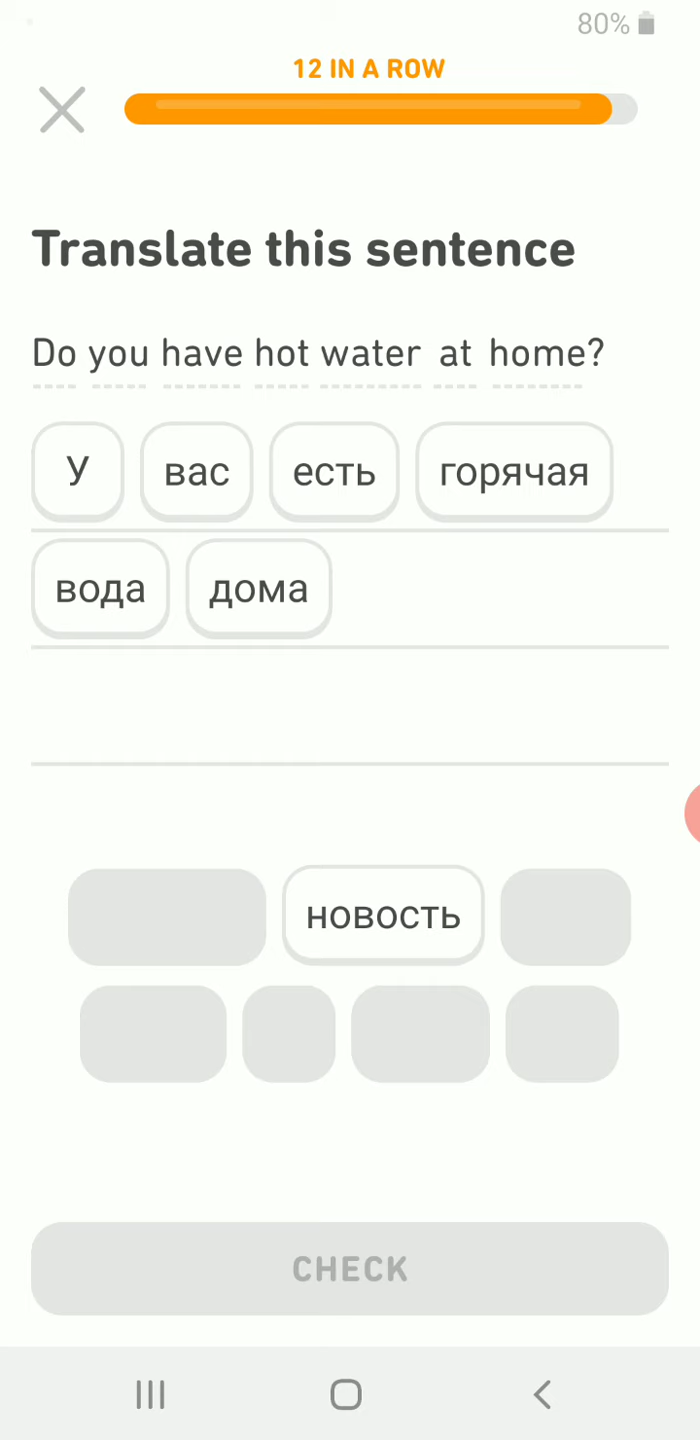 80%
12 IN A ROW
Translate this sentence
Do you have hot water at home?
У вас есть горячая
вода дома
новость
CHECK